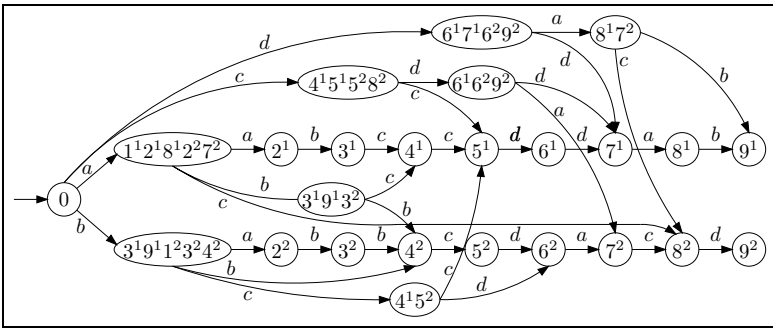 6¹7¹6²9² a 8¹7²
d d c
c 4¹5¹5²8² d 6¹6²9² d b
c a
1¹2¹8¹2²7² a 2¹ b 3¹ c 4¹ c 5¹ d 6¹ d 7¹ a 8¹ b 9¹
a b 3¹9¹3² c
0 c b
b 3¹9¹1²3²4² a 2² b 3² b 4² c 5² d 6² a 7² c 8² d 9²
b c
c 4¹5² d